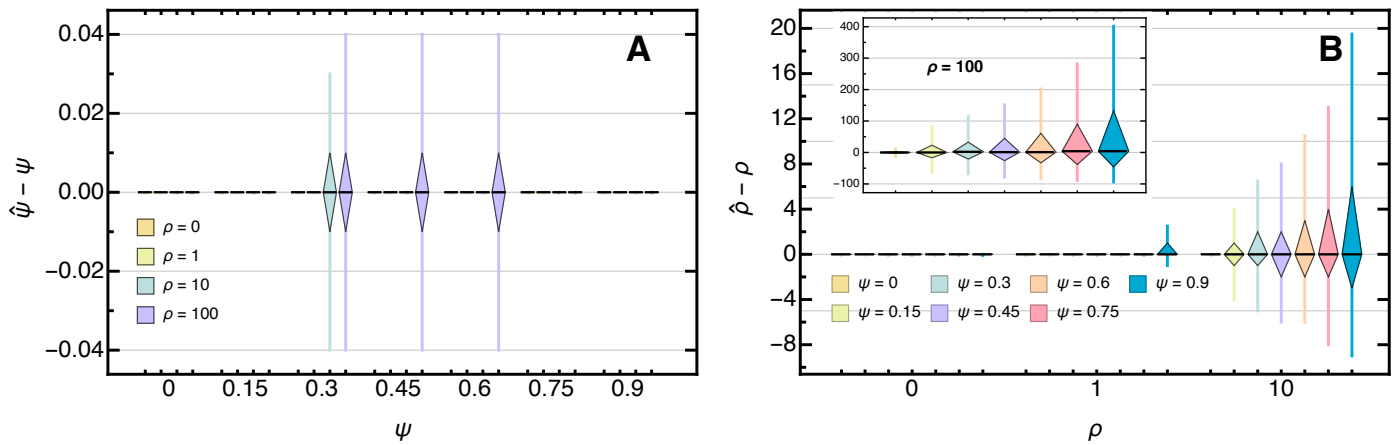 A
0.04
0.02
0.00
−0.02
−0.04
ψ̂ − ψ
ρ = 0
ρ = 1
ρ = 10
ρ = 100
0 0.15 0.3 0.45 0.6 0.75 0.9
ψ
B
20
16
12
8
4
0
−4
−8
ρ̂ − ρ
400
300
200
100
0
−100
ρ = 100
ψ = 0 ψ = 0.3 ψ = 0.6 ψ = 0.9
ψ = 0.15 ψ = 0.45 ψ = 0.75
0 1 10
ρ